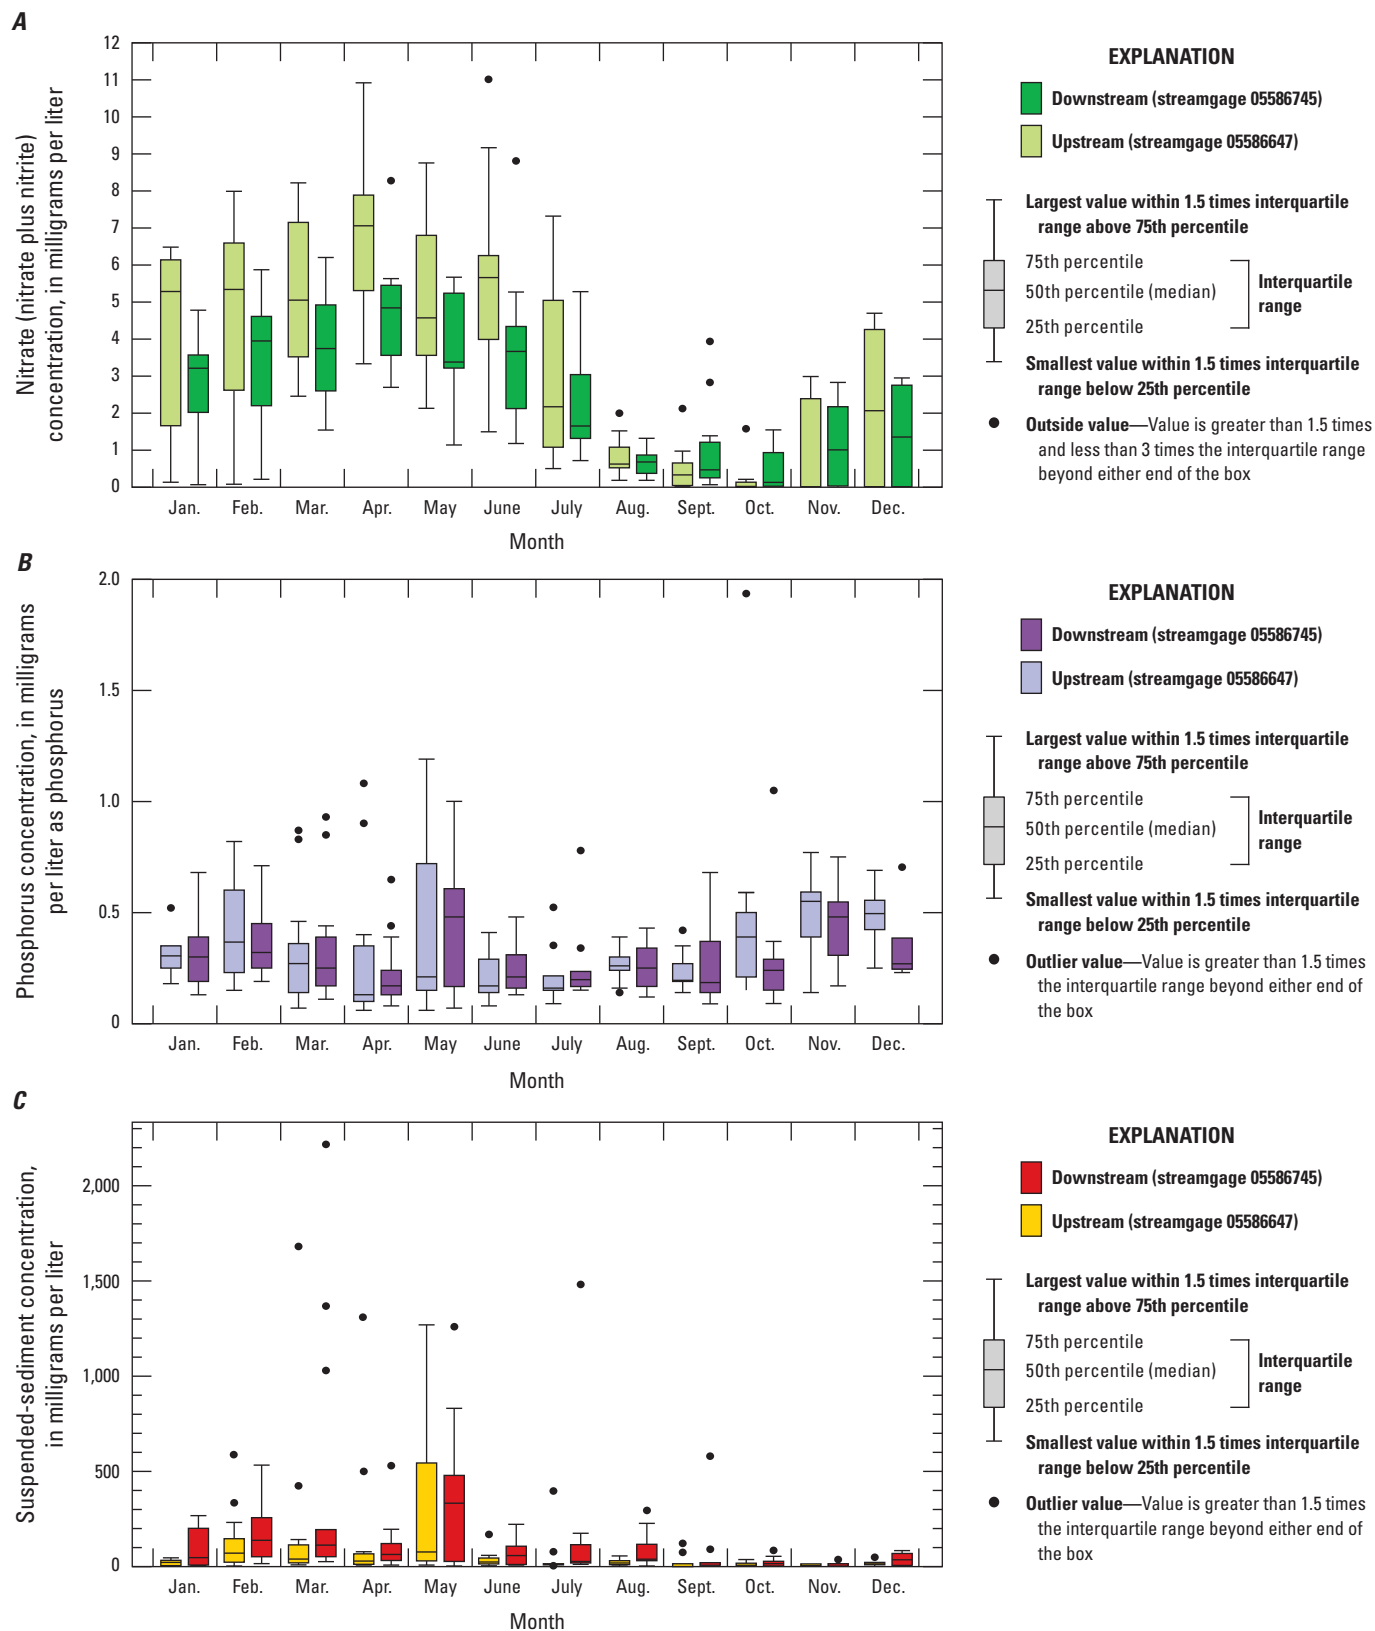 A
12
11
10
9
8
7
6
5
4
3
2
1
0
Nitrate (nitrate plus nitrite)
concentration, in milligrams per liter
Jan. Feb. Mar. Apr. May June July Aug. Sept. Oct. Nov. Dec.
Month
EXPLANATION
Downstream (streamgage 05586745)
Upstream (streamgage 05586647)
Largest value within 1.5 times interquartile
range above 75th percentile
75th percentile
50th percentile (median)
25th percentile
Interquartile
range
Smallest value within 1.5 times interquartile
range below 25th percentile
Outside value—Value is greater than 1.5 times
and less than 3 times the interquartile range
beyond either end of the box
B
2.0
1.5
1.0
0.5
0
Phosphorus concentration, in milligrams
per liter as phosphorus
Jan. Feb. Mar. Apr. May June July Aug. Sept. Oct. Nov. Dec.
Month
EXPLANATION
Downstream (streamgage 05586745)
Upstream (streamgage 05586647)
Largest value within 1.5 times interquartile
range above 75th percentile
75th percentile
50th percentile (median)
25th percentile
Interquartile
range
Smallest value within 1.5 times interquartile
range below 25th percentile
Outlier value—Value is greater than 1.5 times
the interquartile range beyond either end of
the box
C
2,000
1,500
1,000
500
0
Suspended-sediment concentration,
in milligrams per liter
Jan. Feb. Mar. Apr. May June July Aug. Sept. Oct. Nov. Dec.
Month
EXPLANATION
Downstream (streamgage 05586745)
Upstream (streamgage 05586647)
Largest value within 1.5 times interquartile
range above 75th percentile
75th percentile
50th percentile (median)
25th percentile
Interquartile
range
Smallest value within 1.5 times interquartile
range below 25th percentile
Outlier value—Value is greater than 1.5 times
the interquartile range beyond either end of
the box